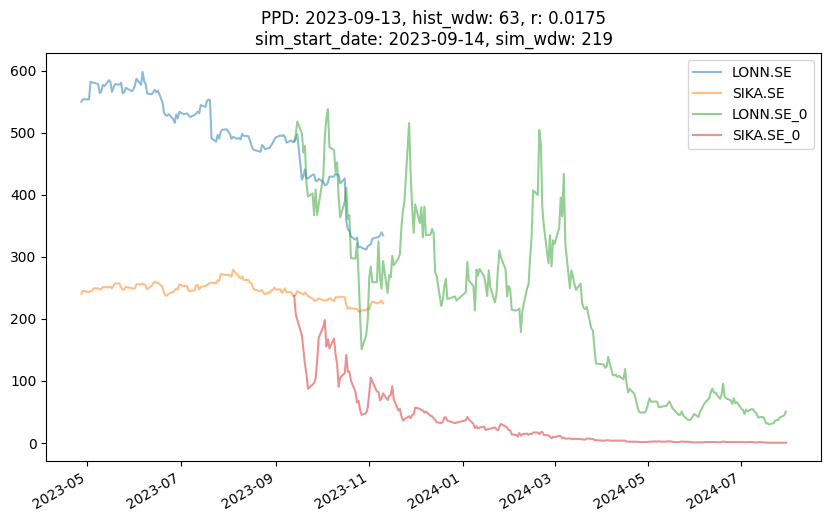 PPD: 2023-09-13, hist_wdw: 63, r: 0.0175
sim_start_date: 2023-09-14, sim_wdw: 219
LONN.SE
SIKA.SE
LONN.SE_0
SIKA.SE_0
600
500
400
300
200
100
0
2023-05
2023-07
2023-09
2023-11
2024-01
2024-03
2024-05
2024-07